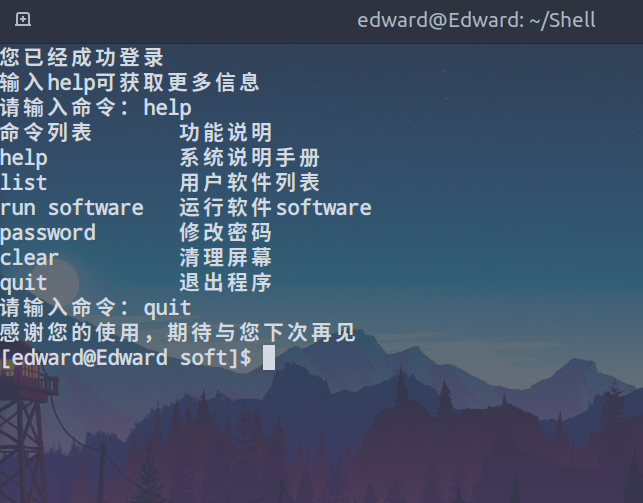 edward@Edward: ~/Shell
您已经成功登录
输入help可获取更多信息
请输入命令：help
命令列表 功能说明
help 系统说明手册
list 用户软件列表
run software 运行软件software
password 修改密码
clear 清理屏幕
quit 退出程序
请输入命令：quit
感谢您的使用，期待与您下次再见
[edward@Edward soft]$